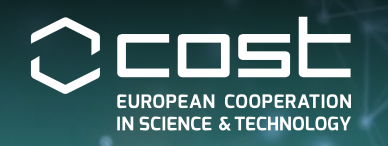 cost
EUROPEAN COOPERATION
IN SCIENCE & TECHNOLOGY